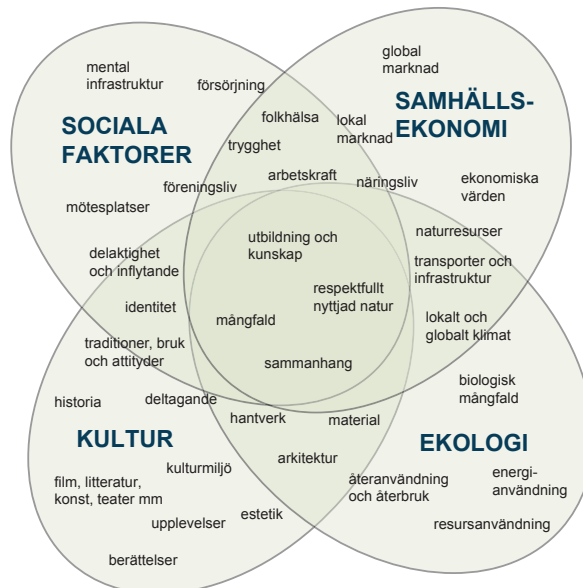 global
marknad
mental
infrastruktur
försörjning
SAMHÄLLS-
EKONOMI
SOCIALA
FAKTORER
folkhälsa
lokal
marknad
trygghet
arbetskraft
näringsliv
ekonomiska
värden
föreningsliv
mötesplatser
naturresurser
utbildning och
kunskap
delaktighet
och inflytande
transporter och
infrastruktur
respektfullt
nyttjad natur
identitet
mångfald
lokalt och
globalt klimat
traditioner, bruk
och attityder
sammanhang
biologisk
mångfald
historia
deltagande
hantverk
material
KULTUR
EKOLOGI
kulturmiljö
arkitektur
film, litteratur,
konst, teater mm
återanvändning
och återbruk
energi-
användning
upplevelser
estetik
resursanvändning
berättelser